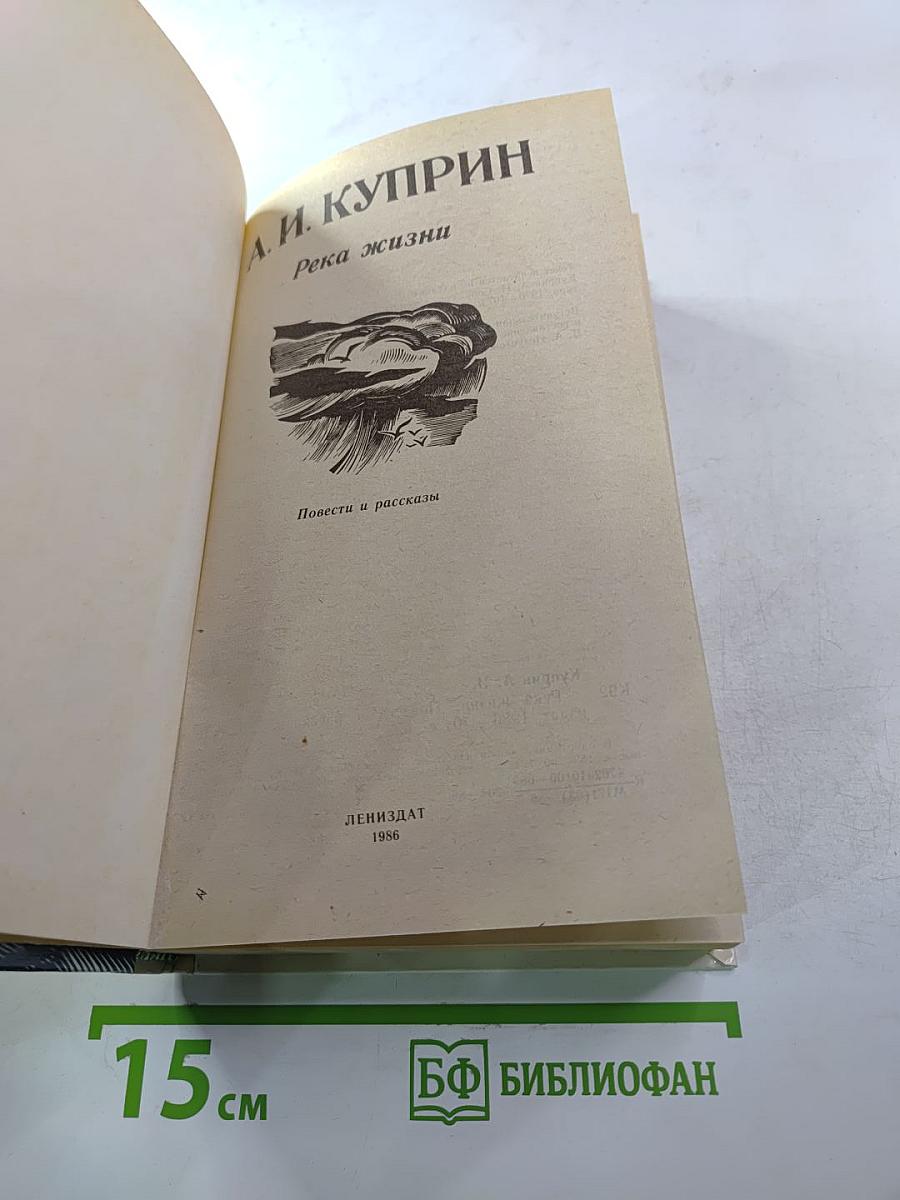 А. И. КУПРИН
Река жизни
Повести и рассказы
ЛЕНИЗДАТ
1986
15 см
БФ БИБЛИОФАН